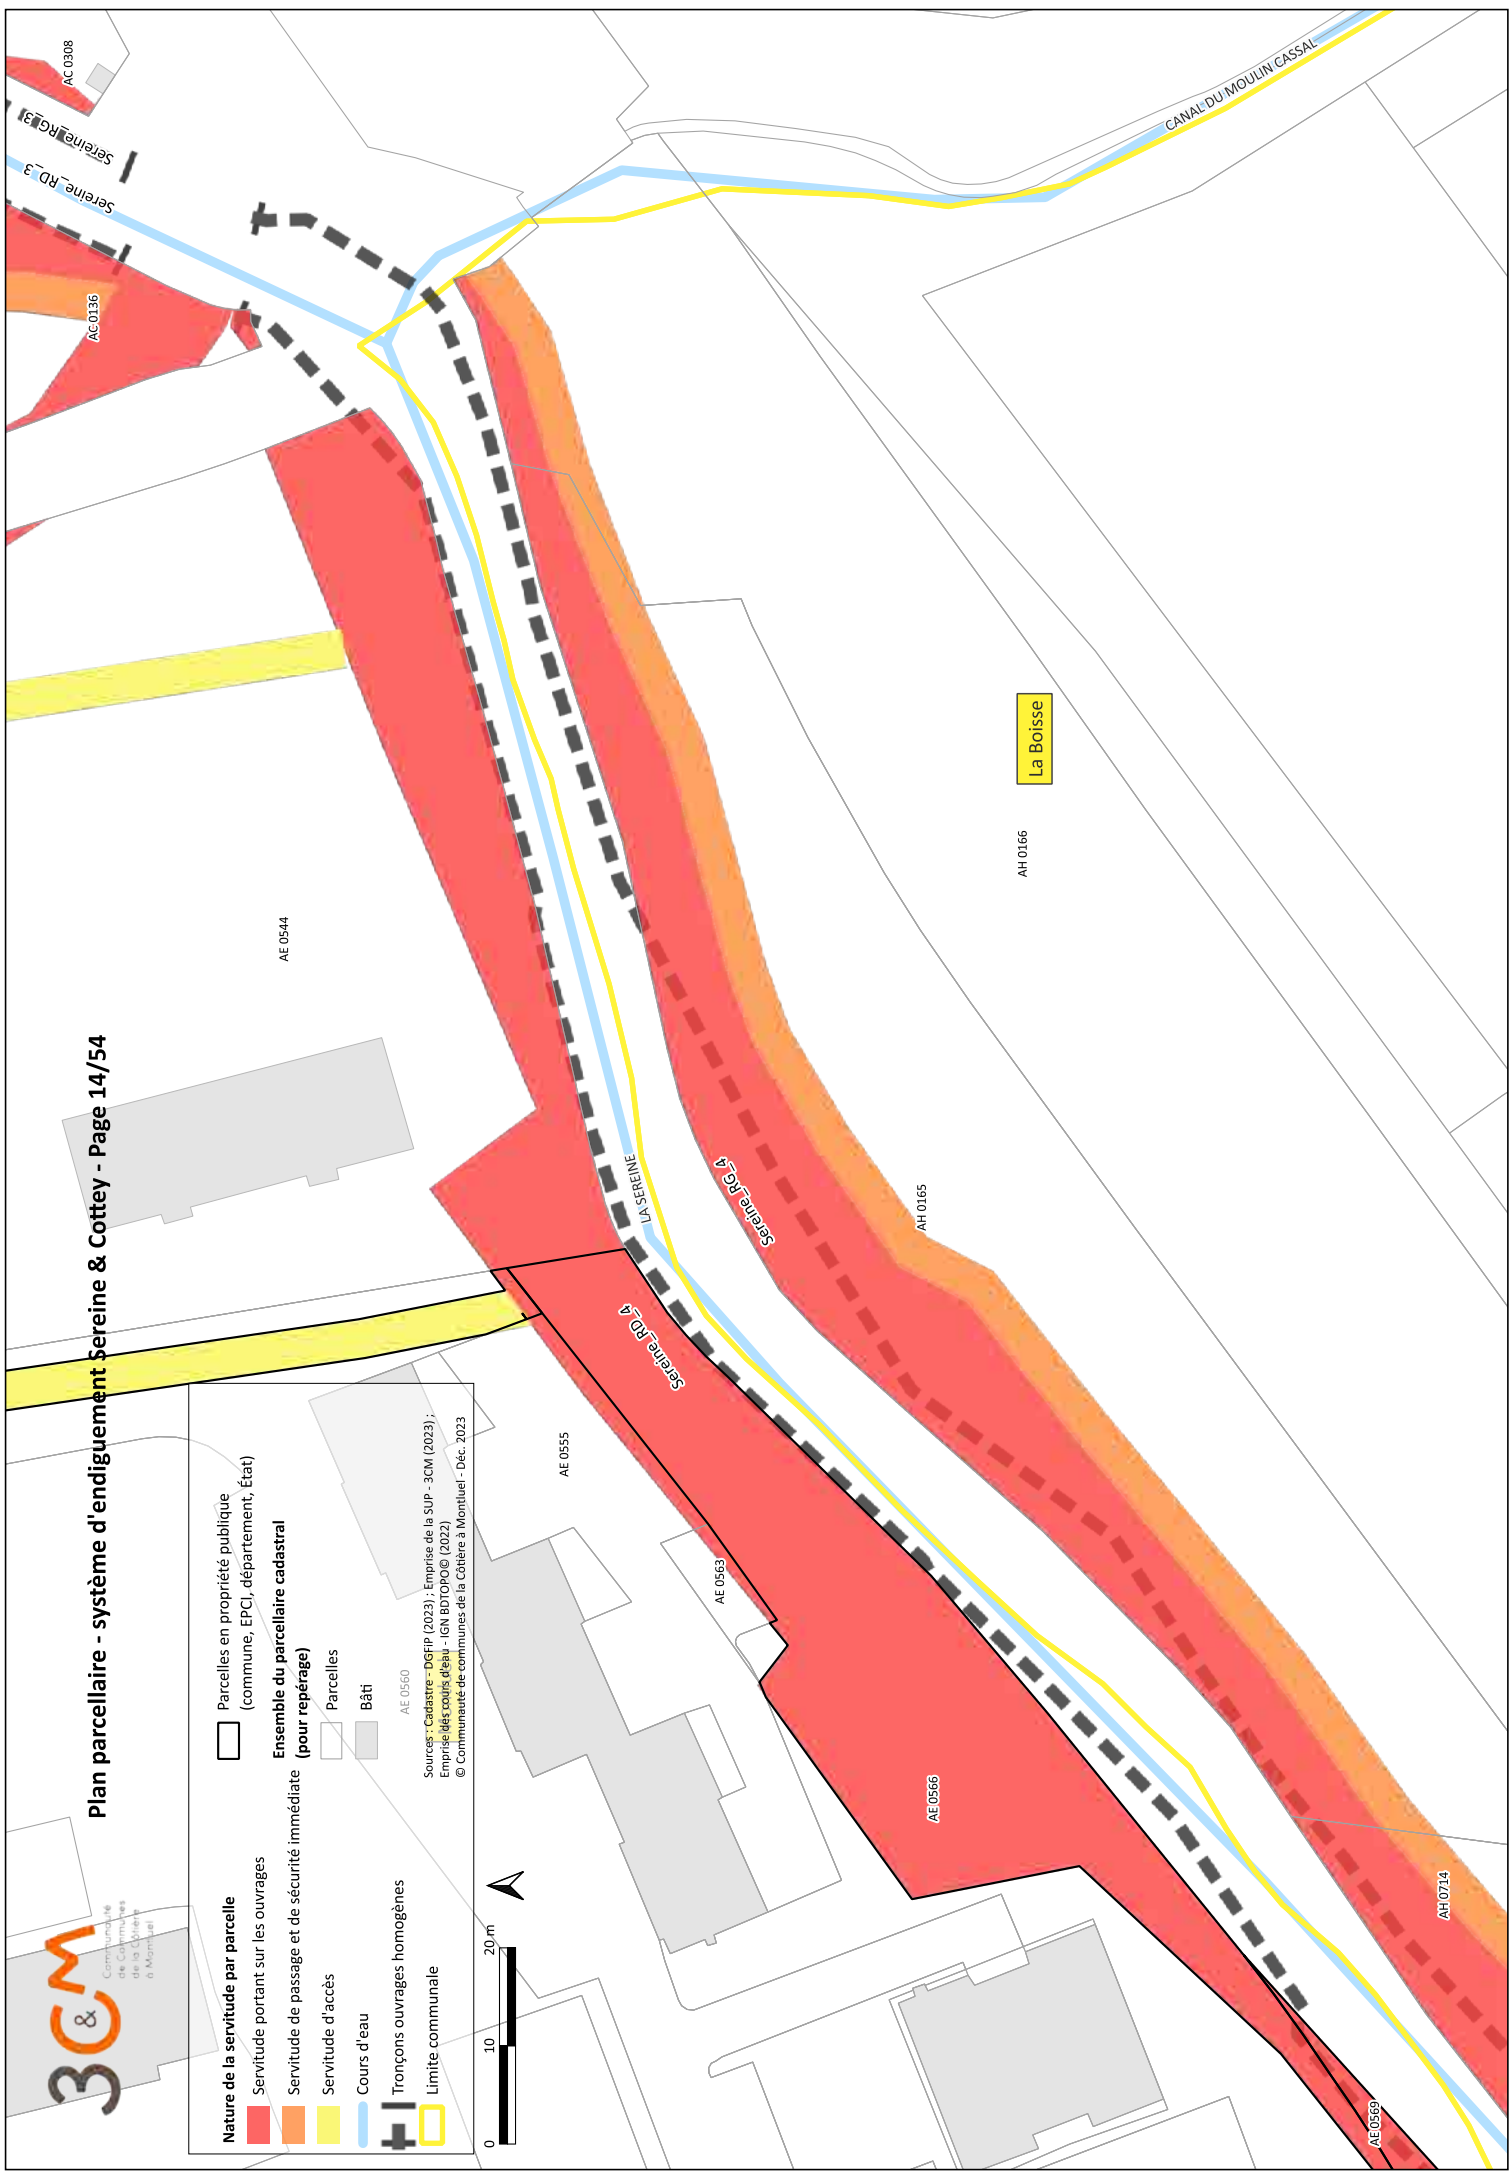 Plan parcellaire - système d'endiguement Sereine & Cottey - Page 14/54
3C&M
Communauté
de Communes
de la Côtière
à Montluel
Nature de la servitude par parcelle
Servitude portant sur les ouvrages
Servitude de passage et de sécurité immédiate
Servitude d'accès
Cours d'eau
Tronçons ouvrages homogènes
Limite communale
Parcelles en propriété publique
(commune, EPCI, département, État)
Ensemble du parcellaire cadastral
(pour repérage)
Parcelles
Bâti
Sources : Cadastre - DGFiP (2023) ; Emprise de la SUP - 3CM (2023) ;
Emprise des cours d'eau - IGN BDTOPO© (2022)
© Communauté de communes de la Côtière à Montluel - Déc. 2023
0 10 20 m
AE 0560
AE 0555
AE 0563
AE 0544
AE 0566
AE 0569
AC 0308
AC 0136
Sereine_RG_3
Sereine_RD_3
Sereine_RD_4
Sereine_RG_4
LA SEREINE
CANAL DU MOULIN CASSAL
La Boisse
AH 0166
AH 0165
AH 0714